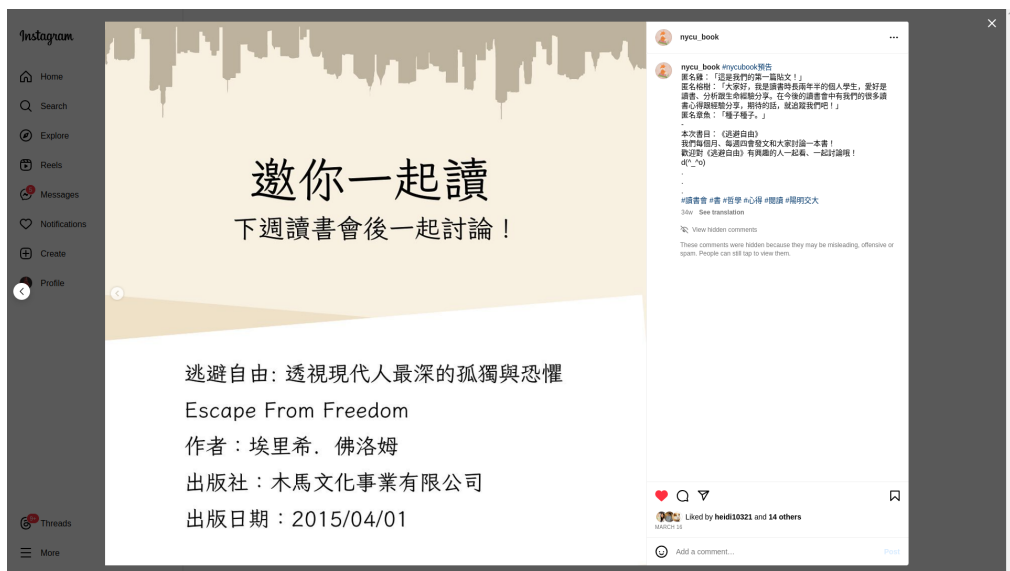 Instagram
Home
Search
Explore
Reels
Messages
Notifications
Create
Profile
9+
Threads
More
邀你一起讀
下週讀書會後一起討論！
逃避自由: 透視現代人最深的孤獨與恐懼
Escape From Freedom
作者：埃里希．佛洛姆
出版社：木馬文化事業有限公司
出版日期：2015/04/01
nycu_book
nycu_book #nycubook預告
匿名雞：「這是我們的第一篇貼文！」
匿名榕樹：「大家好，我是讀書時長兩年半的個人學生，愛好是
讀書、分析跟生命經驗分享。在今後的讀書會中有我們的很多讀
書心得跟經驗分享，期待的話，就追蹤我們吧！」
匿名章魚：「種子種子。」
-
本次書目：《逃避自由》
我們每個月、每週四會發文和大家討論一本書！
歡迎對《逃避自由》有興趣的人一起看、一起討論哦！
d(^_^o)
.
.
.
#讀書會 #書 #哲學 #心得 #閱讀 #陽明交大
34w See translation
View hidden comments
These comments were hidden because they may be misleading, offensive or
spam. People can still tap to view them.
Liked by heidi10321 and 14 others
MARCH 16
Add a comment...
Post